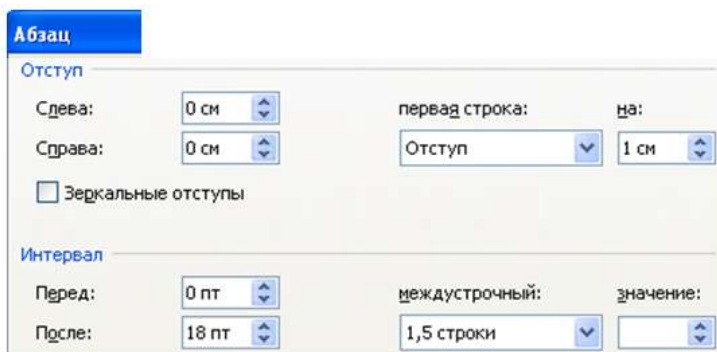 Абзац
Отступ
Слева: 0 см первая строка: на:
Справа: 0 см Отступ 1 см
Зеркальные отступы
Интервал
Перед: 0 пт междустрочный: значение:
После: 18 пт 1,5 строки